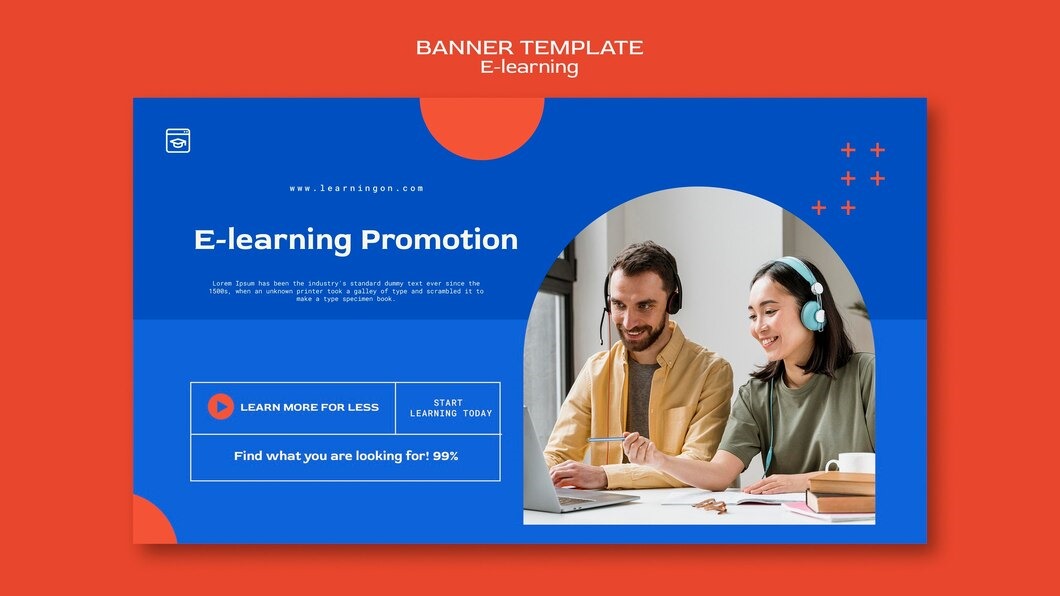 BANNER TEMPLATE
E-learning
www.learningon.com
E-learning Promotion
Lorem Ipsum has been the industry's standard dummy text ever since the
1500s, when an unknown printer took a galley of type and scrambled it to
make a type specimen book.
LEARN MORE FOR LESS
START
LEARNING TODAY
Find what you are looking for! 99%